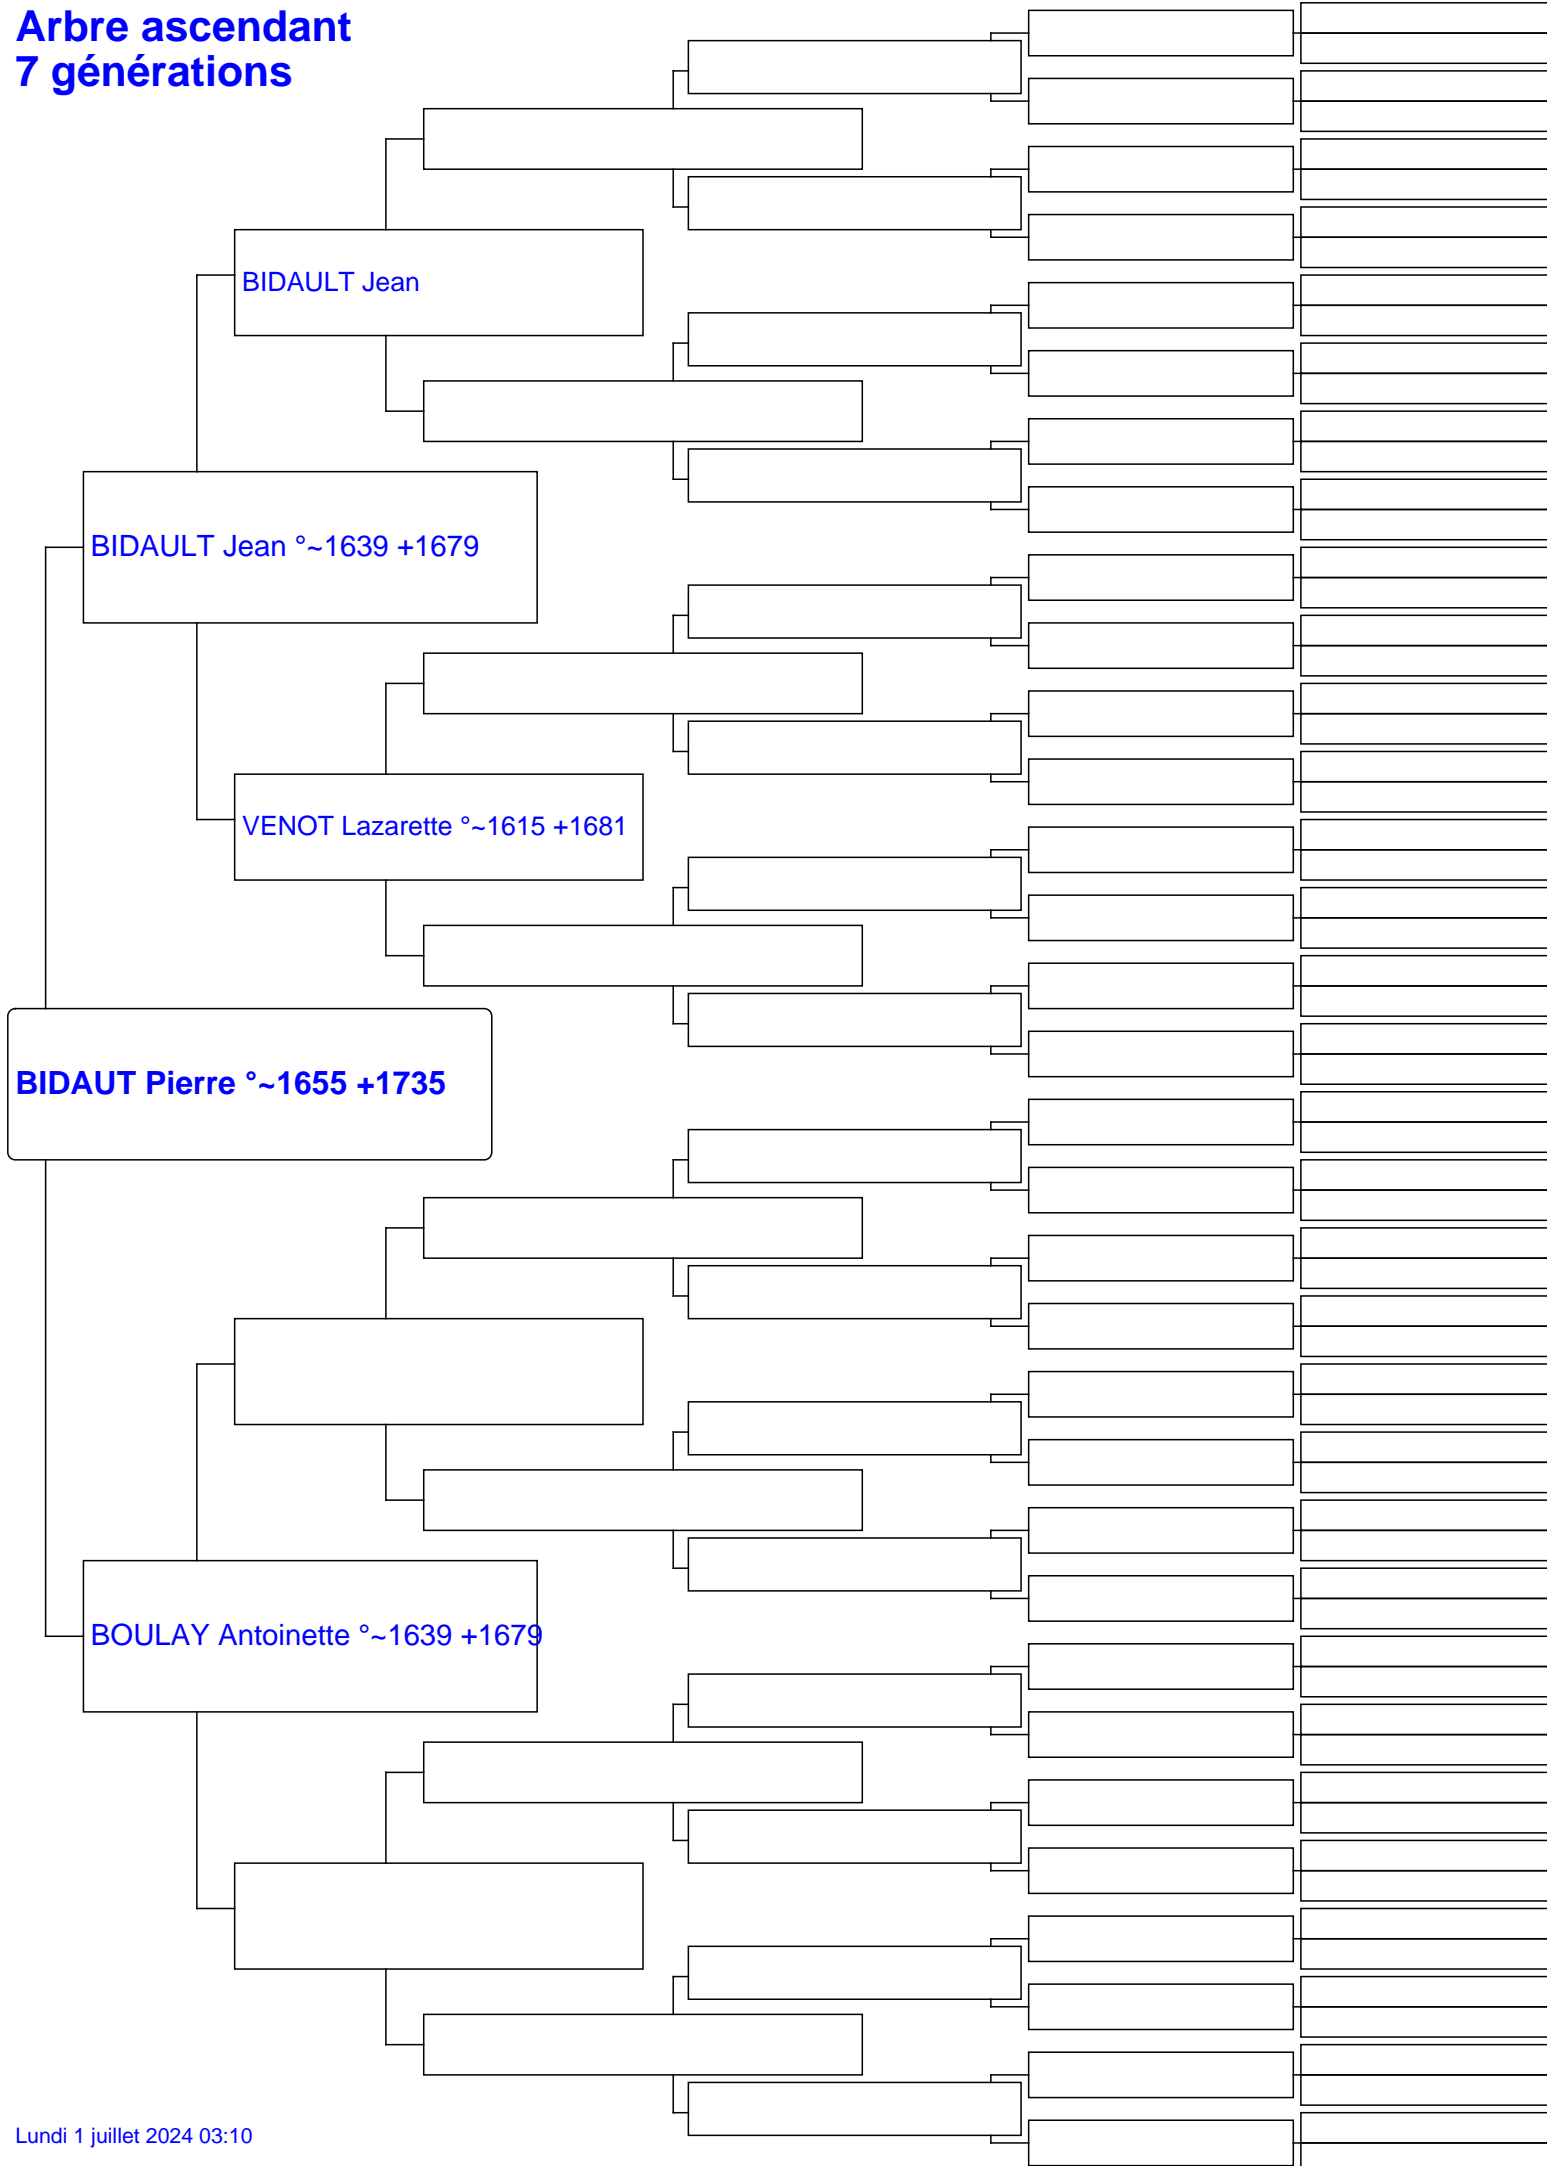 Arbre ascendant
7 générations
BIDAULT Jean
BIDAULT Jean °~1639 +1679
VENOT Lazarette °~1615 +1681
BIDAUT Pierre °~1655 +1735
BOULAY Antoinette °~1639 +1679
Lundi 1 juillet 2024 03:10